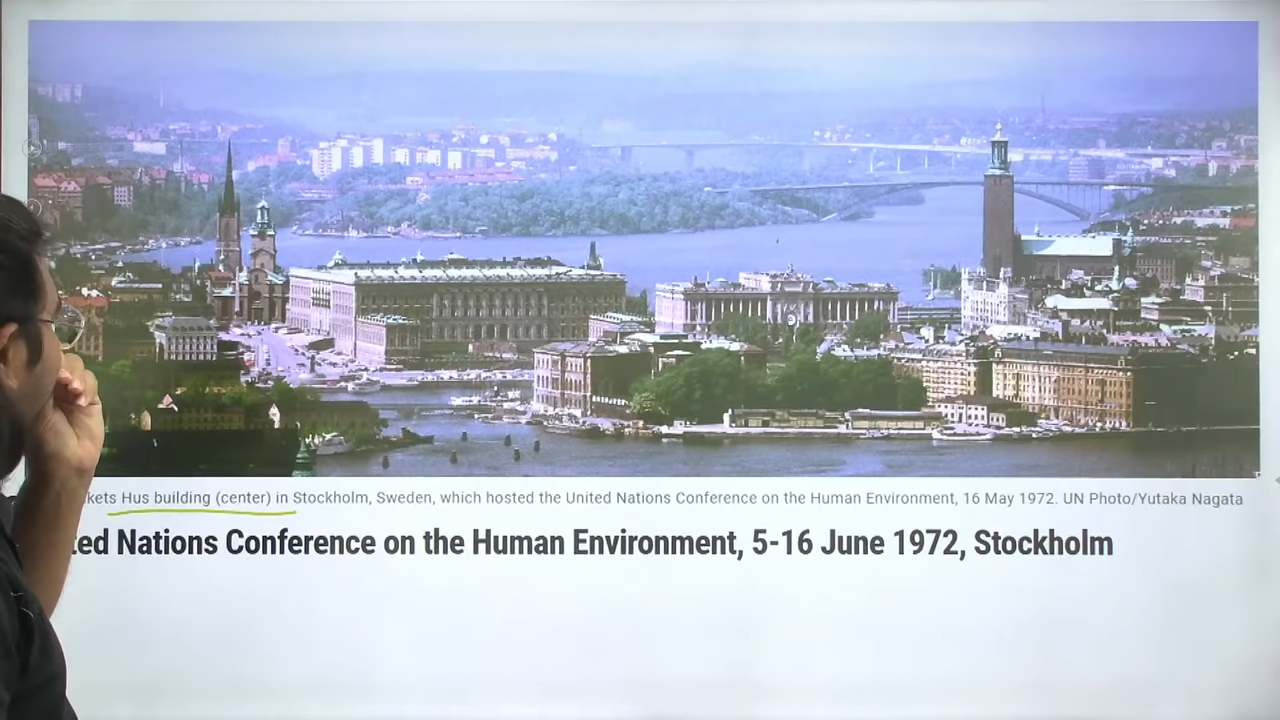 kets Hus building (center) in Stockholm, Sweden, which hosted the United Nations Conference on the Human Environment, 16 May 1972. UN Photo/Yutaka Nagata
ted Nations Conference on the Human Environment, 5-16 June 1972, Stockholm